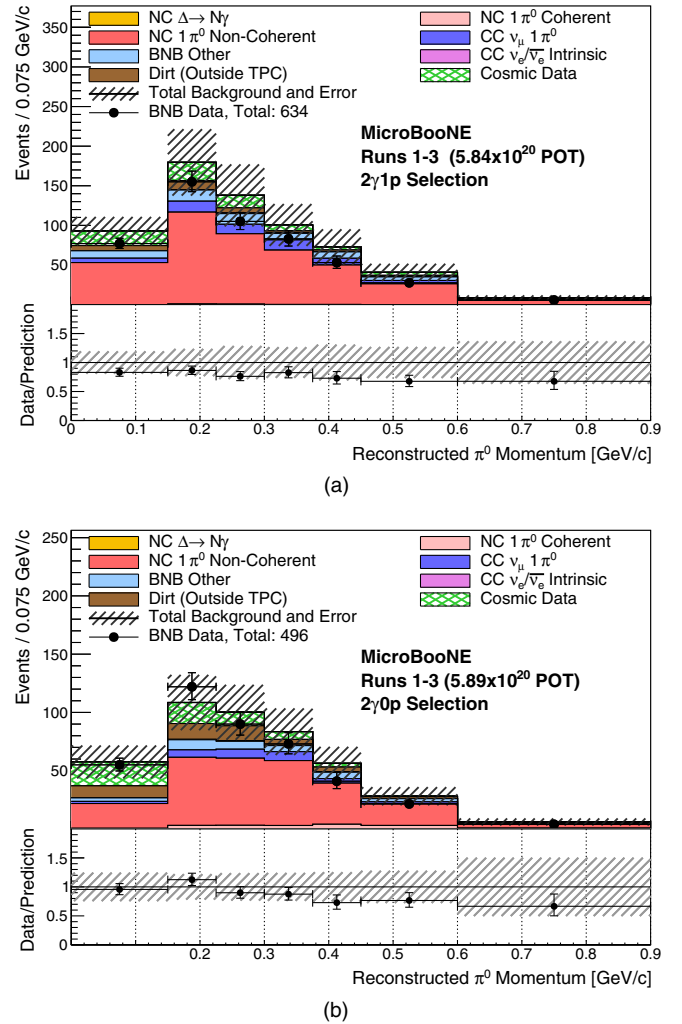 Events / 0.075 GeV/c
350
300
250
200
150
100
50
NC Δ→ Nγ
NC 1π⁰ Non-Coherent
BNB Other
Dirt (Outside TPC)
Total Background and Error
BNB Data, Total: 634
NC 1π⁰ Coherent
CC νμ 1π⁰
CC νe/ν̅e Intrinsic
Cosmic Data
MicroBooNE
Runs 1-3 (5.84x10²⁰ POT)
2γ1p Selection
Data/Prediction
1.5
1
0.5
0
0 0.1 0.2 0.3 0.4 0.5 0.6 0.7 0.8 0.9
Reconstructed π⁰ Momentum [GeV/c]
(a)
Events / 0.075 GeV/c
250
200
150
100
50
NC Δ→ Nγ
NC 1π⁰ Non-Coherent
BNB Other
Dirt (Outside TPC)
Total Background and Error
BNB Data, Total: 496
NC 1π⁰ Coherent
CC νμ 1π⁰
CC νe/ν̅e Intrinsic
Cosmic Data
MicroBooNE
Runs 1-3 (5.89x10²⁰ POT)
2γ0p Selection
Data/Prediction
1.5
1
0.5
0
0.2 0.3 0.4 0.5 0.6 0.7 0.8 0.9
Reconstructed π⁰ Momentum [GeV/c]
(b)